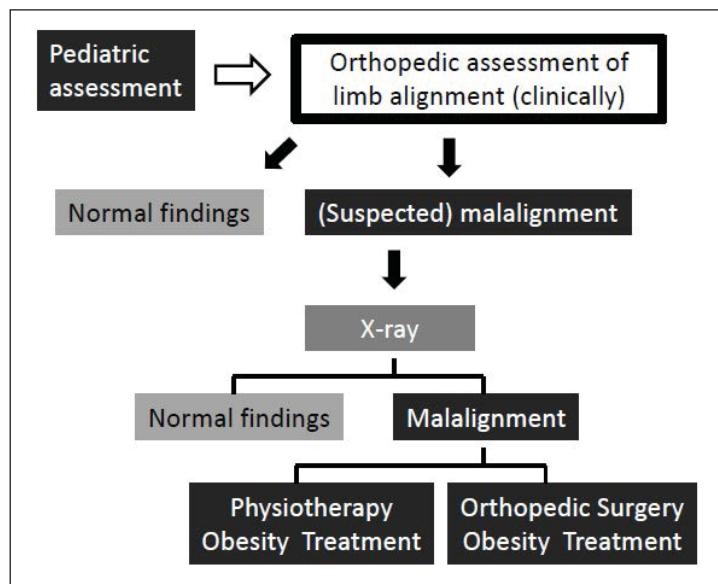 Pediatric
assessment
Orthopedic assessment of
limb alignment (clinically)
Normal findings
(Suspected) malalignment
X-ray
Normal findings
Malalignment
Physiotherapy
Obesity Treatment
Orthopedic Surgery
Obesity Treatment